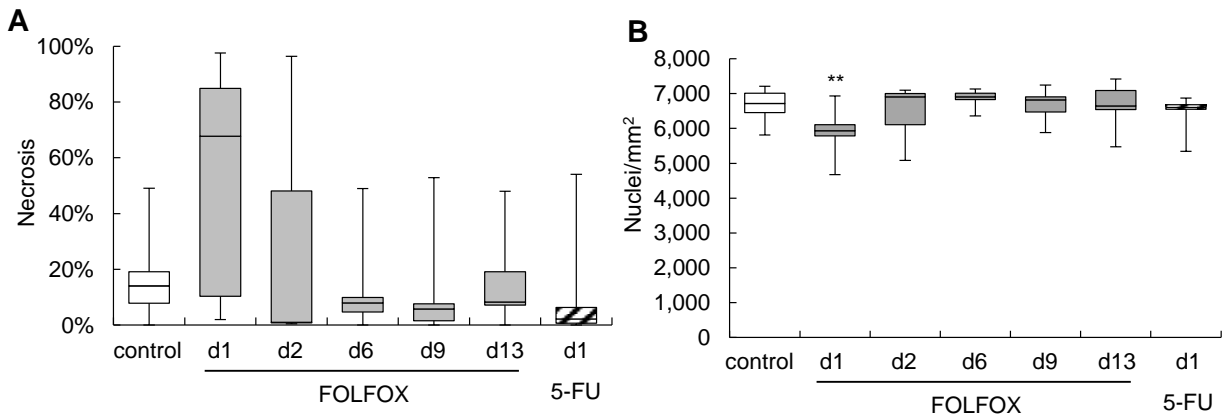 A
Necrosis
100%
80%
60%
40%
20%
0%
control d1 d2 d6 d9 d13 d1
FOLFOX 5-FU
B
Nuclei/mm²
8,000
7,000
6,000
5,000
4,000
3,000
2,000
1,000
0
**
control d1 d2 d6 d9 d13 d1
FOLFOX 5-FU